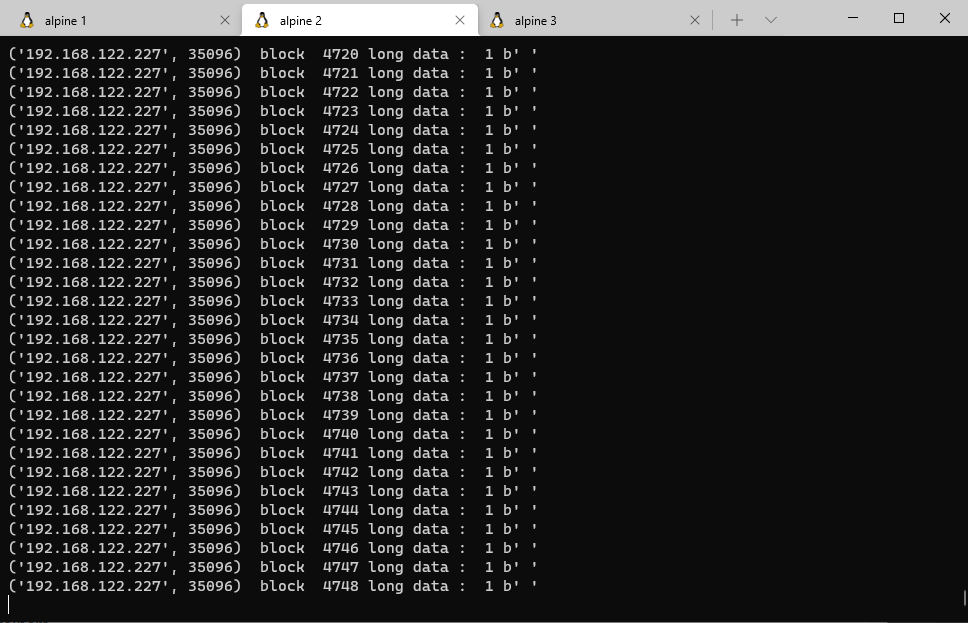 alpine 1 alpine 2 alpine 3
('192.168.122.227', 35096)  block  4720 long data :  1 b' '
('192.168.122.227', 35096)  block  4721 long data :  1 b' '
('192.168.122.227', 35096)  block  4722 long data :  1 b' '
('192.168.122.227', 35096)  block  4723 long data :  1 b' '
('192.168.122.227', 35096)  block  4724 long data :  1 b' '
('192.168.122.227', 35096)  block  4725 long data :  1 b' '
('192.168.122.227', 35096)  block  4726 long data :  1 b' '
('192.168.122.227', 35096)  block  4727 long data :  1 b' '
('192.168.122.227', 35096)  block  4728 long data :  1 b' '
('192.168.122.227', 35096)  block  4729 long data :  1 b' '
('192.168.122.227', 35096)  block  4730 long data :  1 b' '
('192.168.122.227', 35096)  block  4731 long data :  1 b' '
('192.168.122.227', 35096)  block  4732 long data :  1 b' '
('192.168.122.227', 35096)  block  4733 long data :  1 b' '
('192.168.122.227', 35096)  block  4734 long data :  1 b' '
('192.168.122.227', 35096)  block  4735 long data :  1 b' '
('192.168.122.227', 35096)  block  4736 long data :  1 b' '
('192.168.122.227', 35096)  block  4737 long data :  1 b' '
('192.168.122.227', 35096)  block  4738 long data :  1 b' '
('192.168.122.227', 35096)  block  4739 long data :  1 b' '
('192.168.122.227', 35096)  block  4740 long data :  1 b' '
('192.168.122.227', 35096)  block  4741 long data :  1 b' '
('192.168.122.227', 35096)  block  4742 long data :  1 b' '
('192.168.122.227', 35096)  block  4743 long data :  1 b' '
('192.168.122.227', 35096)  block  4744 long data :  1 b' '
('192.168.122.227', 35096)  block  4745 long data :  1 b' '
('192.168.122.227', 35096)  block  4746 long data :  1 b' '
('192.168.122.227', 35096)  block  4747 long data :  1 b' '
('192.168.122.227', 35096)  block  4748 long data :  1 b' '